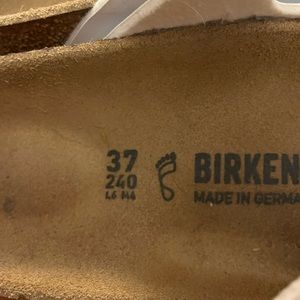 37
240
L6 M4
BIRKEN
MADE IN GERMA